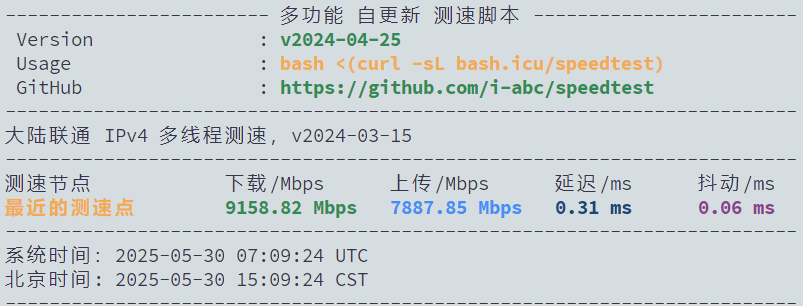 ---------------------- 多功能 自更新 测速脚本 ----------------------
Version : v2024-04-25
Usage : bash <(curl -sL bash.icu/speedtest)
GitHub : https://github.com/i-abc/speedtest
------------------------------------------------------------------
大陆联通 IPv4 多线程测速, v2024-03-15
------------------------------------------------------------------
测速节点 下载/Mbps 上传/Mbps 延迟/ms 抖动/ms
最近的测速点 9158.82 Mbps 7887.85 Mbps 0.31 ms 0.06 ms
------------------------------------------------------------------
系统时间: 2025-05-30 07:09:24 UTC
北京时间: 2025-05-30 15:09:24 CST
------------------------------------------------------------------